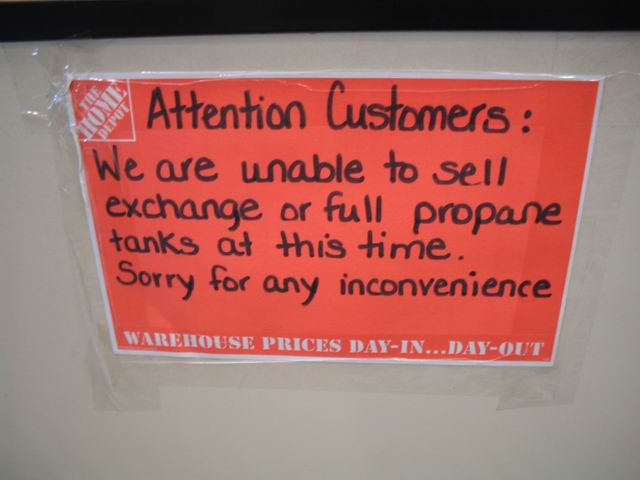 THE
HOME
DEPOT
Attention Customers:
We are unable to sell
exchange or full propane
tanks at this time.
Sorry for any inconvenience
WAREHOUSE PRICES DAY-IN...DAY-OUT